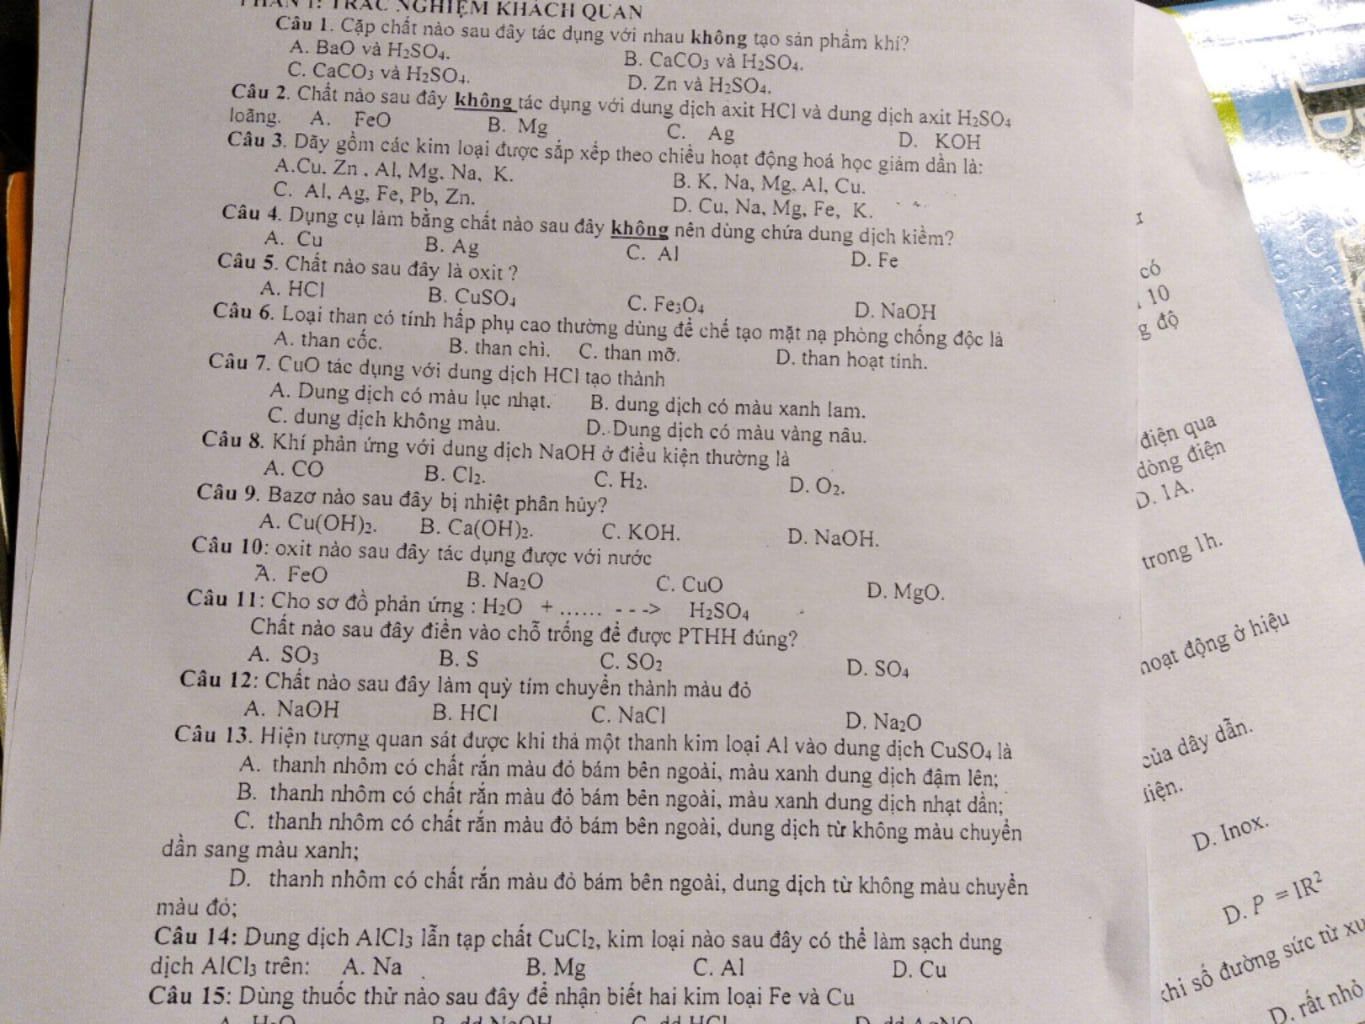 PHẦN I: TRẮC NGHIỆM KHÁCH QUAN
Câu 1. Cặp chất nào sau đây tác dụng với nhau không tạo sản phẩm khí?
A. BaO và H₂SO₄. B. CaCO₃ và H₂SO₄.
C. CaCO₃ và H₂SO₄. D. Zn và H₂SO₄.
Câu 2. Chất nào sau đây không tác dụng với dung dịch axit HCl và dung dịch axit H₂SO₄
loãng. A. FeO B. Mg C. Ag D. KOH
Câu 3. Dãy gồm các kim loại được sắp xếp theo chiều hoạt động hoá học giảm dần là:
A.Cu, Zn , Al, Mg, Na, K. B. K, Na, Mg, Al, Cu.
C. Al, Ag, Fe, Pb, Zn. D. Cu, Na, Mg, Fe, K.
Câu 4. Dụng cụ làm bằng chất nào sau đây không nên dùng chứa dung dịch kiềm?
A. Cu B. Ag C. Al D. Fe
Câu 5. Chất nào sau đây là oxit ?
A. HCl B. CuSO₄ C. Fe₃O₄ D. NaOH
Câu 6. Loại than có tính hấp phụ cao thường dùng để chế tạo mặt nạ phòng chống độc là
A. than cốc. B. than chì. C. than mỡ. D. than hoạt tính.
Câu 7. CuO tác dụng với dung dịch HCl tạo thành
A. Dung dịch có màu lục nhạt. B. dung dịch có màu xanh lam.
C. dung dịch không màu. D. Dung dịch có màu vàng nâu.
Câu 8. Khí phản ứng với dung dịch NaOH ở điều kiện thường là
A. CO B. Cl₂. C. H₂. D. O₂.
Câu 9. Bazơ nào sau đây bị nhiệt phân hủy?
A. Cu(OH)₂. B. Ca(OH)₂. C. KOH. D. NaOH.
Câu 10: oxit nào sau đây tác dụng được với nước
A. FeO B. Na₂O C. CuO D. MgO.
Câu 11: Cho sơ đồ phản ứng : H₂O + ...... - - -> H₂SO₄
Chất nào sau đây điền vào chỗ trống để được PTHH đúng?
A. SO₃ B. S C. SO₂ D. SO₄
Câu 12: Chất nào sau đây làm quỳ tím chuyển thành màu đỏ
A. NaOH B. HCl C. NaCl D. Na₂O
Câu 13. Hiện tượng quan sát được khi thả một thanh kim loại Al vào dung dịch CuSO₄ là
A. thanh nhôm có chất rắn màu đỏ bám bên ngoài, màu xanh dung dịch đậm lên;
B. thanh nhôm có chất rắn màu đỏ bám bên ngoài, màu xanh dung dịch nhạt dần;
C. thanh nhôm có chất rắn màu đỏ bám bên ngoài, dung dịch từ không màu chuyển
dần sang màu xanh;
D. thanh nhôm có chất rắn màu đỏ bám bên ngoài, dung dịch từ không màu chuyển
màu đỏ;
Câu 14: Dung dịch AlCl₃ lẫn tạp chất CuCl₂, kim loại nào sau đây có thể làm sạch dung
dịch AlCl₃ trên: A. Na B. Mg C. Al D. Cu
Câu 15: Dùng thuốc thử nào sau đây để nhận biết hai kim loại Fe và Cu
có
10
độ
điện qua
dòng điện
D. 1A.
trong 1h.
hoạt động ở hiệu
của dây dẫn.
D. Inox.
D. P = IR²
khi số đường sức từ
D. rất nhỏ